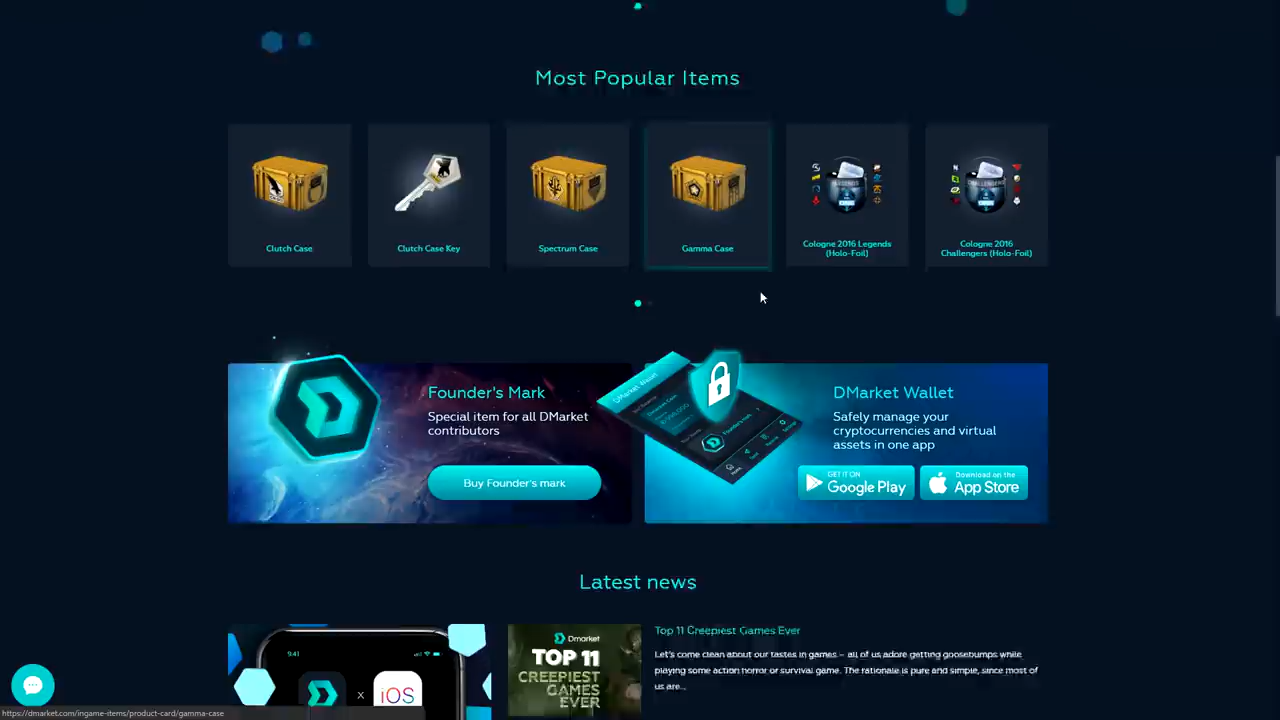 Most Popular Items
Clutch Case
Clutch Case Key
Spectrum Case
Gamma Case
Cologne 2016 Legends
(Holo-Foil)
Cologne 2016
Challengers (Holo-Foil)
DMarket Wallet
Founder's Mark
Special item for all DMarket
contributors
Buy Founder's mark
DMarket Wallet
Safely manage your
cryptocurrencies and virtual
assets in one app
GET IT ON
Google Play
Download on the
App Store
Latest news
9:41
X
iOS
Dmarket
TOP 11
CREEPIEST
GAMES
EVER
Top 11 Creepiest Games Ever
Let's come clean about our tastes in games – all of us adore getting goosebumps while
playing some action horror or survival game. The rationale is pure and simple, since most of
us are...
https://dmarket.com/ingame-items/product-card/gamma-case